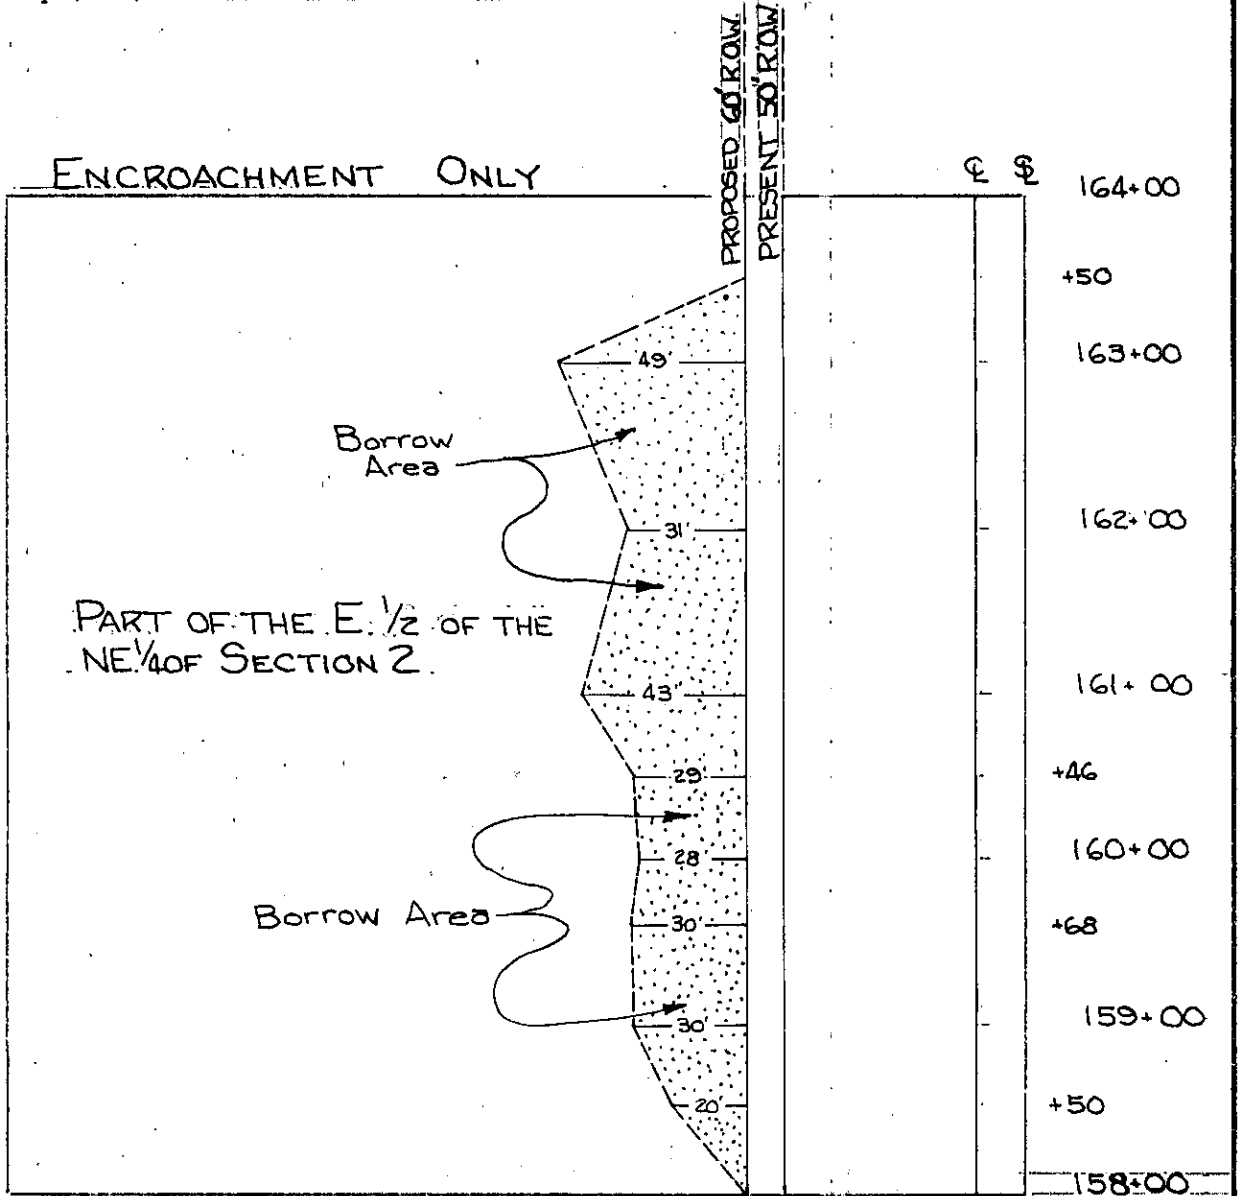 PROPOSED 60' R.O.W.
PRESENT 50' R.O.W.
ENCROACHMENT ONLY
℄ S͎L
164+00
+50
163+00
49'
Borrow
Area
162+00
31'
PART OF THE E. 1/2 OF THE
NE. 1/4 OF SECTION 2.
161+00
43'
+46
29'
160+00
28'
Borrow Area
+68
30'
159+00
30'
+50
20'
158+00